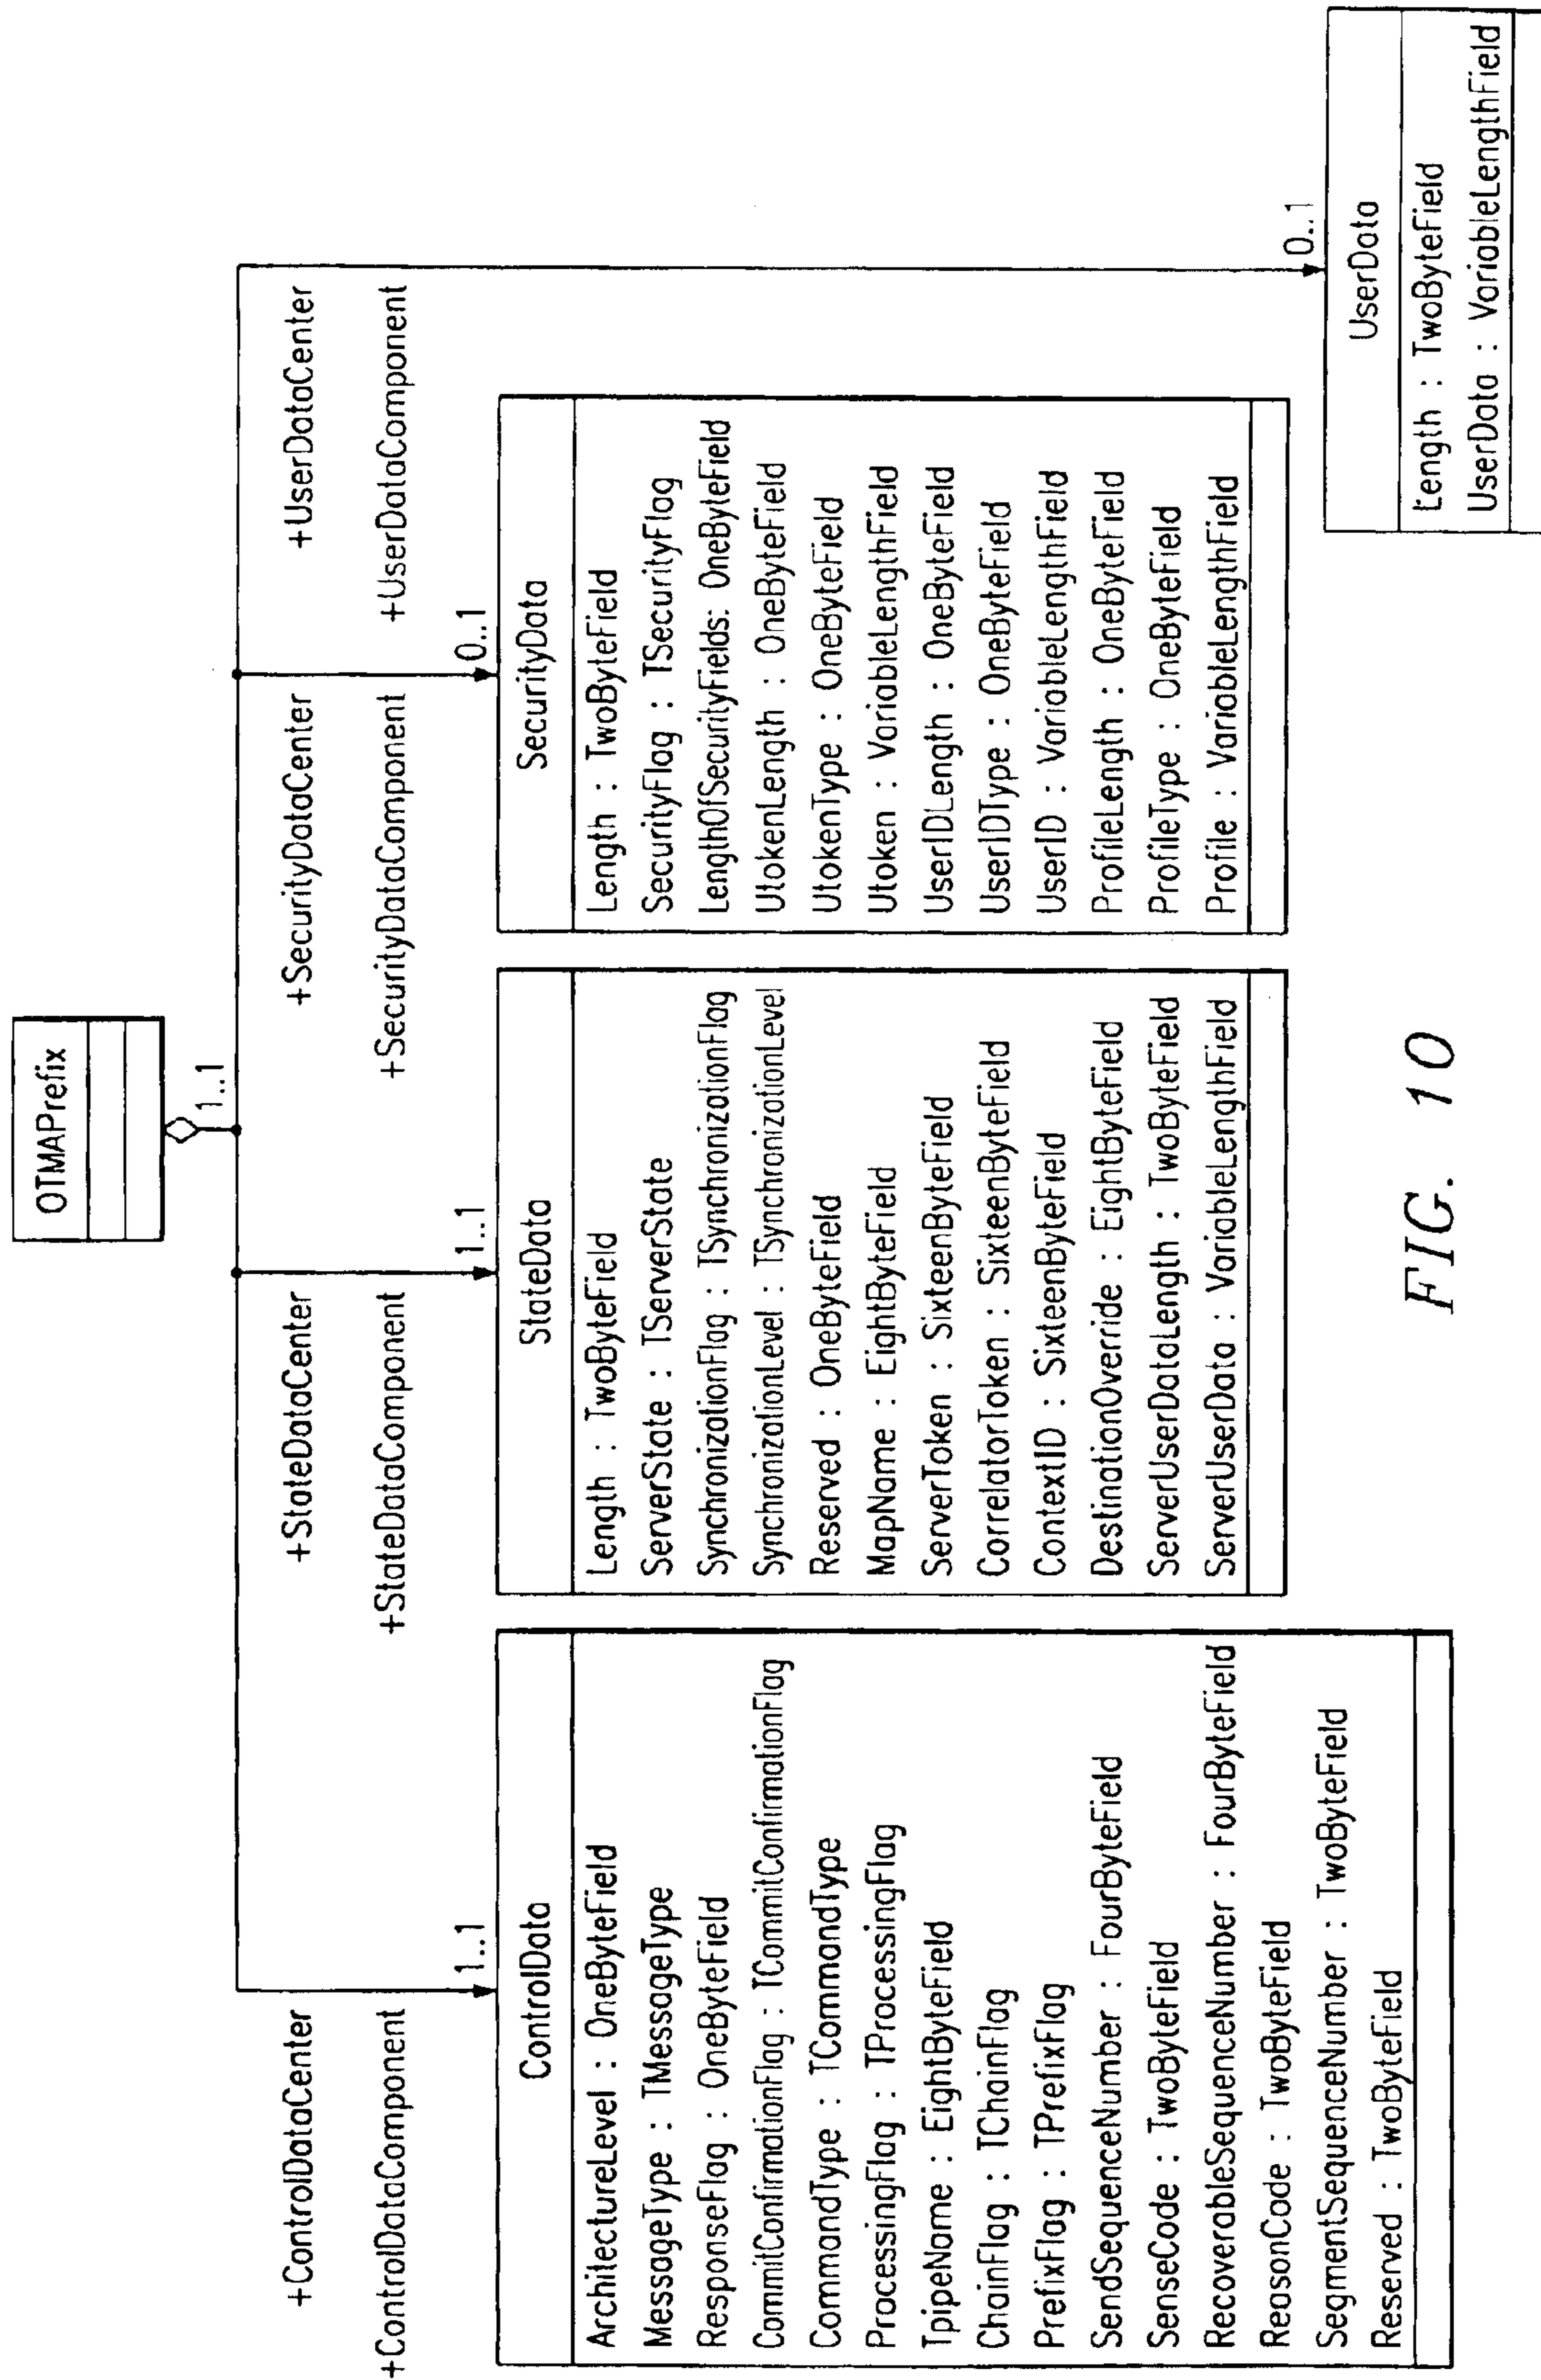 OTMAPrefix
1..1
+ControlDataCenter
+ControlDataComponent
1..1
+StateDataCenter
+StateDataComponent
1..1
+SecurityDataCenter
+SecurityDataComponent
0..1
+UserDataCenter
+UserDataComponent
0..1
ControlData
ArchitectureLevel : OneByteField
MessageType : TMessageType
ResponseFlag : OneByteField
CommitConfirmationFlag : TCommitConfirmationFlag
CommandType : TCommandType
ProcessingFlag : TProcessingFlag
TpipeName : EightByteField
ChainFlag : TChainFlag
PrefixFlag : TPrefixFlag
SendSequenceNumber : FourByteField
SenseCode : TwoByteField
RecoverableSequenceNumber : FourByteField
ReasonCode : TwoByteField
SegmentSequenceNumber : TwoByteField
Reserved : TwoByteField
StateData
Length : TwoByteField
ServerState : TServerState
SynchronizationFlag : TSynchronizationFlag
SynchronizationLevel : TSynchronizationLevel
Reserved : OneByteField
MapName : EightByteField
ServerToken : SixteenByteField
CorrelatorToken : SixteenByteField
ContextID : SixteenByteField
DestinationOverride : EightByteField
ServerUserDataLength : TwoByteField
ServerUserData : VariableLengthField
SecurityData
Length : TwoByteField
SecurityFlag : TSecurityFlag
LengthOfSecurityFields: OneByteField
UtokenLength : OneByteField
UtokenType : OneByteField
Utoken : VariableLengthField
UserIDLength : OneByteField
UserIDType : OneByteField
UserID : VariableLengthField
ProfileLength : OneByteField
ProfileType : OneByteField
Profile : VariableLengthField
UserData
Length : TwoByteField
UserData : VariableLengthField
FIG. 10